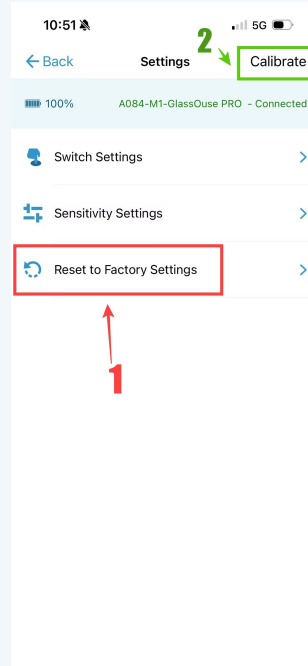 10:51 5G
2
Back Settings Calibrate
100% A084-M1-GlassOuse PRO - Connected
Switch Settings
Sensitivity Settings
Reset to Factory Settings
1